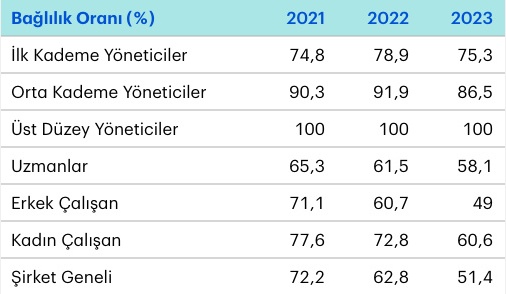 Bağlılık Oranı (%) 2021 2022 2023
İlk Kademe Yöneticiler 74,8 78,9 75,3
Orta Kademe Yöneticiler 90,3 91,9 86,5
Üst Düzey Yöneticiler 100 100 100
Uzmanlar 65,3 61,5 58,1
Erkek Çalışan 71,1 60,7 49
Kadın Çalışan 77,6 72,8 60,6
Şirket Geneli 72,2 62,8 51,4